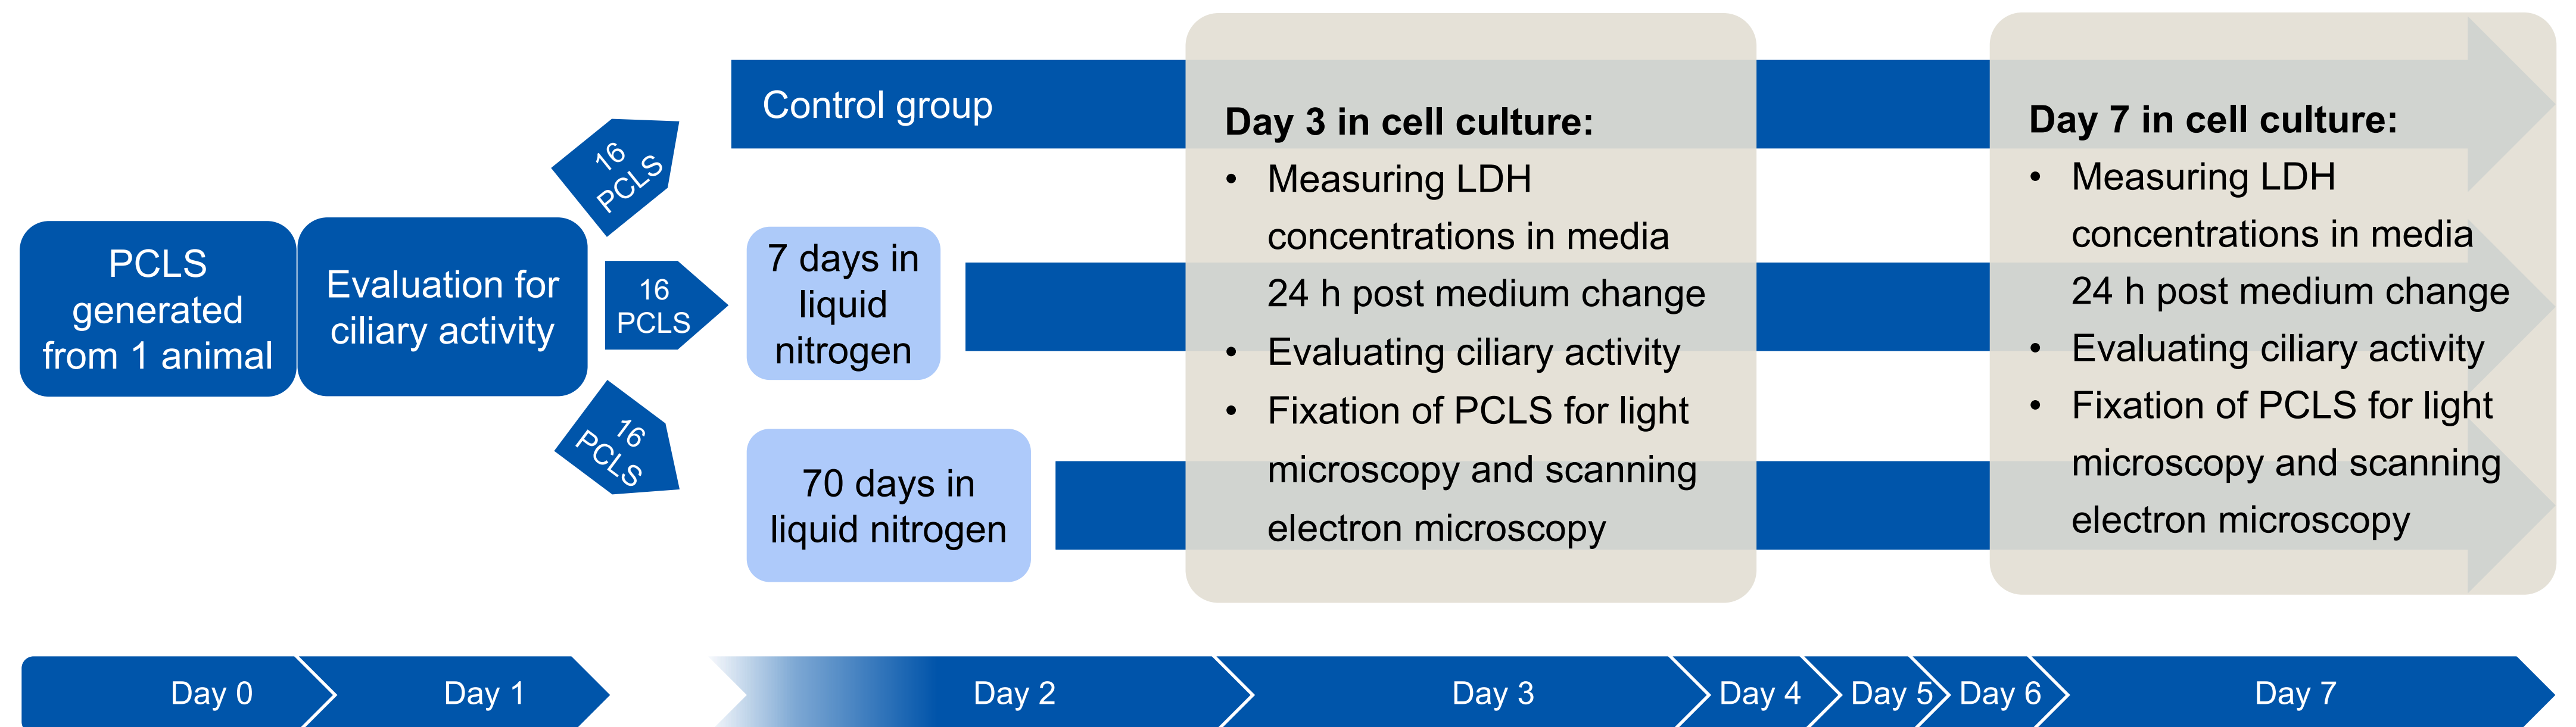 PCLS
generated
from 1 animal
Evaluation for
ciliary activity
16
PCLS
16
PCLS
16
PCLS
Control group
7 days in
liquid
nitrogen
70 days in
liquid nitrogen
Day 3 in cell culture:
• Measuring LDH
concentrations in media
24 h post medium change
• Evaluating ciliary activity
• Fixation of PCLS for light
microscopy and scanning
electron microscopy
Day 7 in cell culture:
• Measuring LDH
concentrations in media
24 h post medium change
• Evaluating ciliary activity
• Fixation of PCLS for light
microscopy and scanning
electron microscopy
Day 0
Day 1
Day 2
Day 3
Day 4
Day 5
Day 6
Day 7